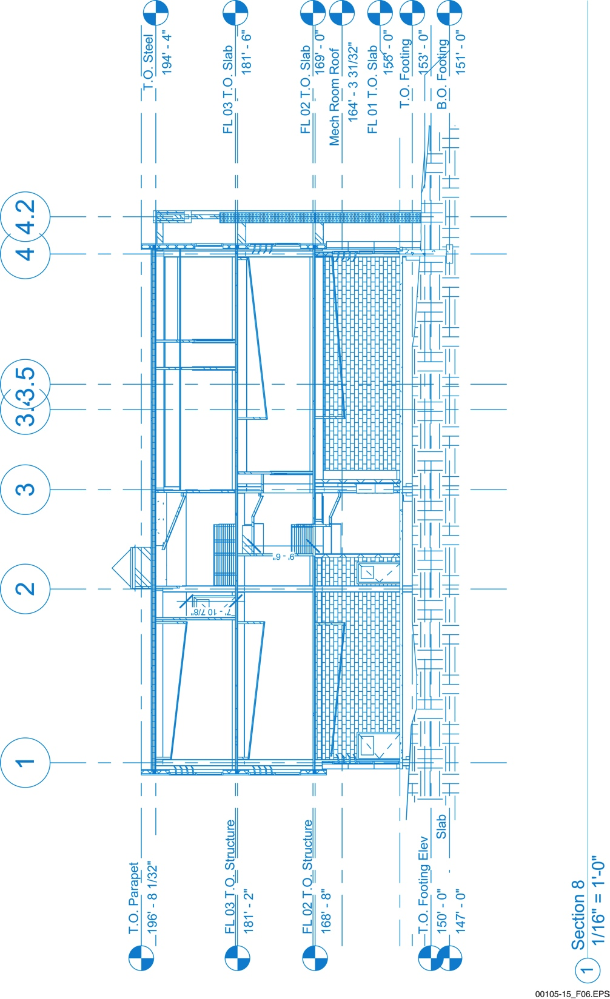 1
2
3
3.5
4
4.2
T.O. Steel
194' - 4"
FL 03 T.O. Slab
181' - 6"
FL 02 T.O. Slab
169' - 0"
Mech Room Roof
164' - 3 31/32"
FL 01 T.O. Slab
155' - 0"
T.O. Footing
153' - 0"
B.O. Footing
151' - 0"
9' - 6"
7' - 10 7/8"
T.O. Parapet
196' - 8 1/32"
FL 03 T.O. Structure
181' - 2"
FL 02 T.O. Structure
168' - 8"
T.O. Footing Elev
150' - 0"
Slab
147' - 0"
1
Section 8
1/16" = 1'-0"
00105-15_F06.EPS